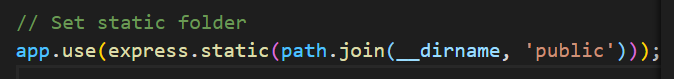 // Set static folder
app.use(express.static(path.join(__dirname, 'public')));